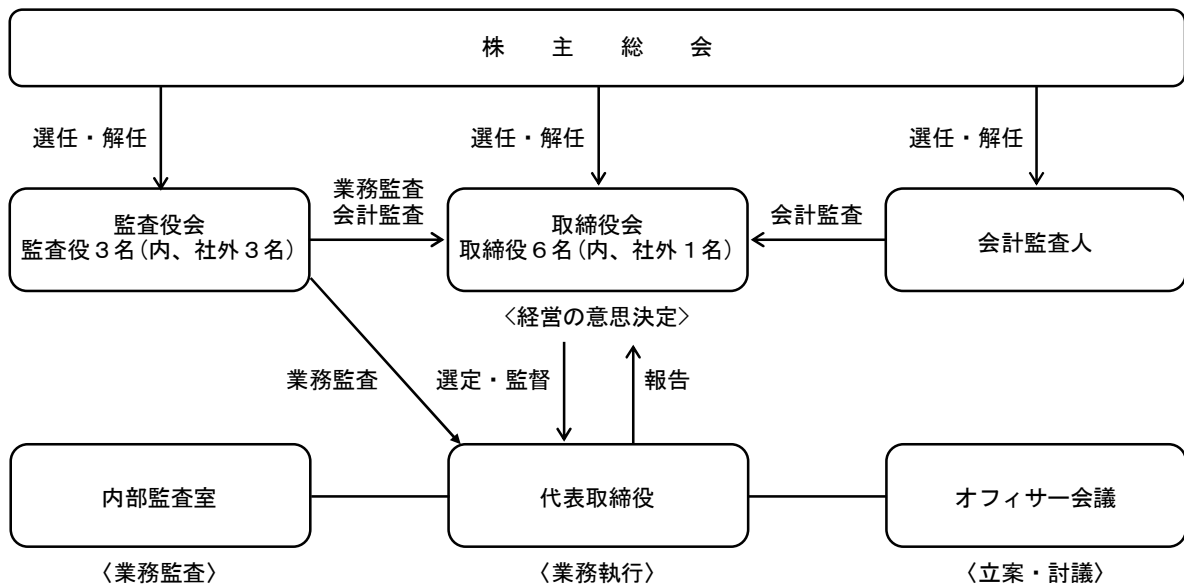 株主総会
選任・解任
選任・解任
選任・解任
業務監査
会計監査
監査役会
監査役3名(内、社外3名)
取締役会
取締役6名(内、社外1名)
会計監査
会計監査人
〈経営の意思決定〉
業務監査
選定・監督
報告
内部監査室
代表取締役
オフィサー会議
〈業務監査〉
〈業務執行〉
〈立案・討議〉